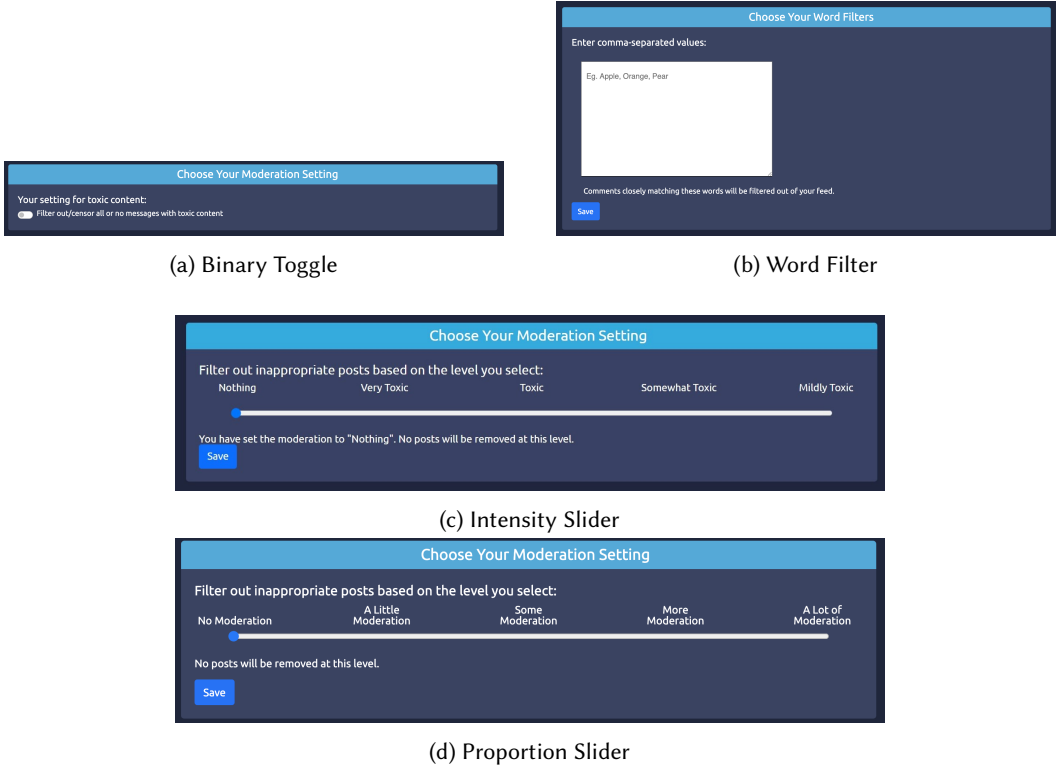 Choose Your Moderation Setting
Your setting for toxic content:
Filter out/censor all or no messages with toxic content
(a) Binary Toggle
Choose Your Word Filters
Enter comma-separated values:
Eg. Apple, Orange, Pear
Comments closely matching these words will be filtered out of your feed.
Save
(b) Word Filter
Choose Your Moderation Setting
Filter out inappropriate posts based on the level you select:
Nothing Very Toxic Toxic Somewhat Toxic Mildly Toxic
You have set the moderation to "Nothing". No posts will be removed at this level.
Save
(c) Intensity Slider
Choose Your Moderation Setting
Filter out inappropriate posts based on the level you select:
No Moderation A Little Moderation Some Moderation More Moderation A Lot of Moderation
No posts will be removed at this level.
Save
(d) Proportion Slider